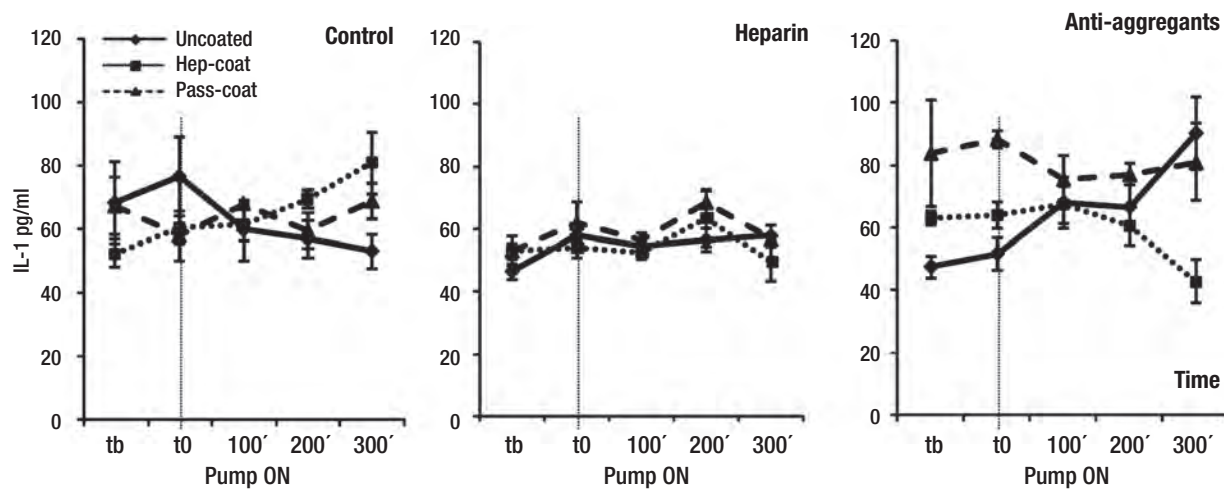 Control
Uncoated
Hep-coat
Pass-coat
IL-1 pg/ml
120
100
80
60
40
20
0
tb t0 100´ 200´ 300´
Pump ON
Heparin
120
100
80
60
40
20
0
tb t0 100´ 200´ 300´
Pump ON
Anti-aggregants
120
100
80
60
40
20
0
Time
tb t0 100´ 200´ 300´
Pump ON